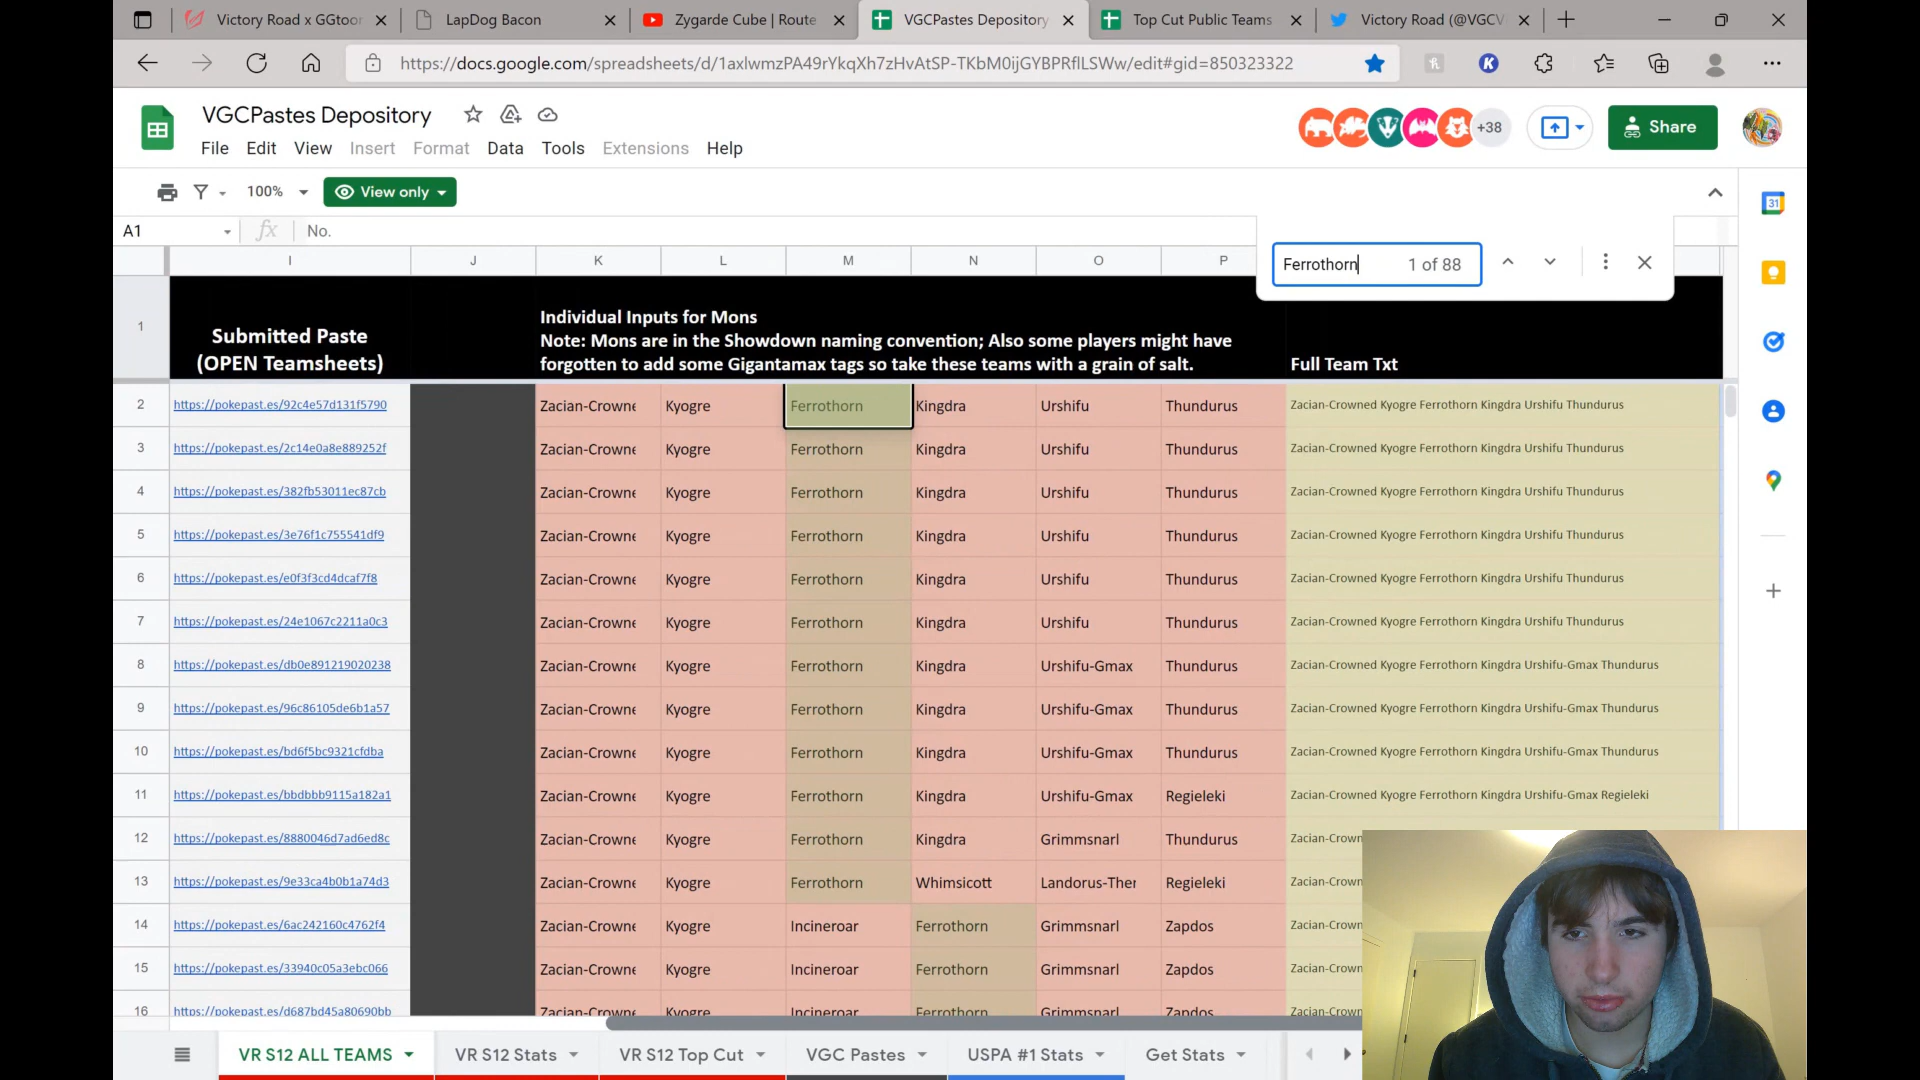 Victory Road x GGtoor
LapDog Bacon
Zygarde Cube | Route
VGCPastes Depository
Top Cut Public Teams
Victory Road (@VGCV
https://docs.google.com/spreadsheets/d/1axlwmzPA49rYkqXh7zHvAtSP-TKbM0ijGYBPRflLSWw/edit#gid=850323322
VGCPastes Depository
+38
Share
File Edit View Insert Format Data Tools Extensions Help
100% View only
A1 fx No.
Ferrothorn 1 of 88
I J K L M N O P
1
Submitted Paste
(OPEN Teamsheets)
Individual Inputs for Mons
Note: Mons are in the Showdown naming convention; Also some players might have
forgotten to add some Gigantamax tags so take these teams with a grain of salt.
Full Team Txt
2 https://pokepast.es/92c4e57d131f5790 Zacian-Crowne Kyogre Ferrothorn Kingdra Urshifu Thundurus Zacian-Crowned Kyogre Ferrothorn Kingdra Urshifu Thundurus
3 https://pokepast.es/2c14e0a8e889252f Zacian-Crowne Kyogre Ferrothorn Kingdra Urshifu Thundurus Zacian-Crowned Kyogre Ferrothorn Kingdra Urshifu Thundurus
4 https://pokepast.es/382fb53011ec87cb Zacian-Crowne Kyogre Ferrothorn Kingdra Urshifu Thundurus Zacian-Crowned Kyogre Ferrothorn Kingdra Urshifu Thundurus
5 https://pokepast.es/3e76f1c755541df9 Zacian-Crowne Kyogre Ferrothorn Kingdra Urshifu Thundurus Zacian-Crowned Kyogre Ferrothorn Kingdra Urshifu Thundurus
6 https://pokepast.es/e0f3f3cd4dcaf7f8 Zacian-Crowne Kyogre Ferrothorn Kingdra Urshifu Thundurus Zacian-Crowned Kyogre Ferrothorn Kingdra Urshifu Thundurus
7 https://pokepast.es/24e1067c2211a0c3 Zacian-Crowne Kyogre Ferrothorn Kingdra Urshifu Thundurus Zacian-Crowned Kyogre Ferrothorn Kingdra Urshifu Thundurus
8 https://pokepast.es/db0e891219020238 Zacian-Crowne Kyogre Ferrothorn Kingdra Urshifu-Gmax Thundurus Zacian-Crowned Kyogre Ferrothorn Kingdra Urshifu-Gmax Thundurus
9 https://pokepast.es/96c86105de6b1a57 Zacian-Crowne Kyogre Ferrothorn Kingdra Urshifu-Gmax Thundurus Zacian-Crowned Kyogre Ferrothorn Kingdra Urshifu-Gmax Thundurus
10 https://pokepast.es/bd6f5bc9321cfdba Zacian-Crowne Kyogre Ferrothorn Kingdra Urshifu-Gmax Thundurus Zacian-Crowned Kyogre Ferrothorn Kingdra Urshifu-Gmax Thundurus
11 https://pokepast.es/bbdbbb9115a182a1 Zacian-Crowne Kyogre Ferrothorn Kingdra Urshifu-Gmax Regieleki Zacian-Crowned Kyogre Ferrothorn Kingdra Urshifu-Gmax Regieleki
12 https://pokepast.es/8880046d7ad6ed8c Zacian-Crowne Kyogre Ferrothorn Kingdra Grimmsnarl Thundurus Zacian-Crown
13 https://pokepast.es/9e33ca4b0b1a74d3 Zacian-Crowne Kyogre Ferrothorn Whimsicott Landorus-Ther Regieleki Zacian-Crown
14 https://pokepast.es/6ac242160c4762f4 Zacian-Crowne Kyogre Incineroar Ferrothorn Grimmsnarl Zapdos Zacian-Crown
15 https://pokepast.es/33940c05a3ebc066 Zacian-Crowne Kyogre Incineroar Ferrothorn Grimmsnarl Zapdos Zacian-Crown
16 https://pokepast.es/d687bd45a80690bb Zacian-Crowne Kyogre Incineroar Ferrothorn Grimmsnarl Zapdos Zacian-Crown
VR S12 ALL TEAMS VR S12 Stats VR S12 Top Cut VGC Pastes USPA #1 Stats Get Stats